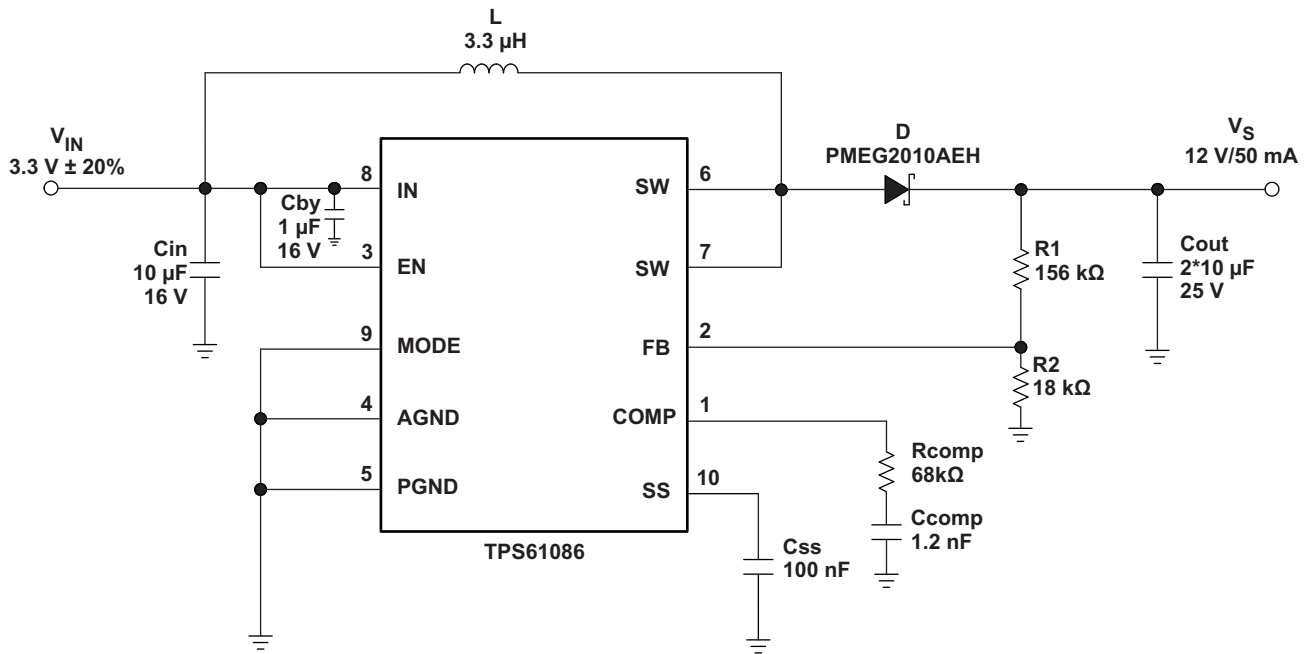 L
3.3 µH
VIN
3.3 V ± 20%
D
PMEG2010AEH
VS
12 V/50 mA
8
IN
SW
6
Cby
1 µF
16 V
3
EN
SW
7
Cin
10 µF
16 V
R1
156 kΩ
Cout
2*10 µF
25 V
9
MODE
FB
2
R2
18 kΩ
4
AGND
COMP
1
Rcomp
68kΩ
5
PGND
SS
10
Ccomp
1.2 nF
Css
100 nF
TPS61086